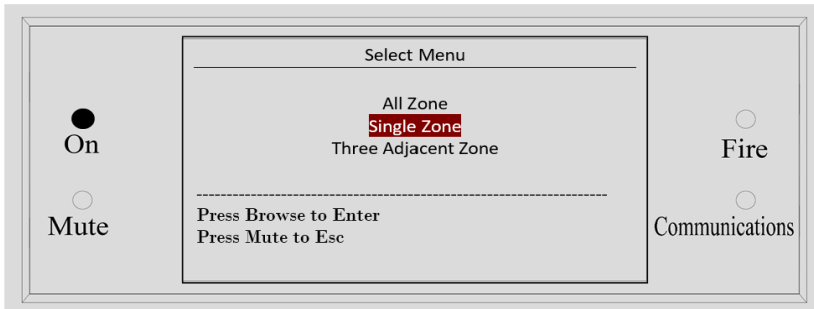 Select Menu
All Zone
Single Zone
Three Adjacent Zone
Press Browse to Enter
Press Mute to Esc
On
Mute
Fire
Communications